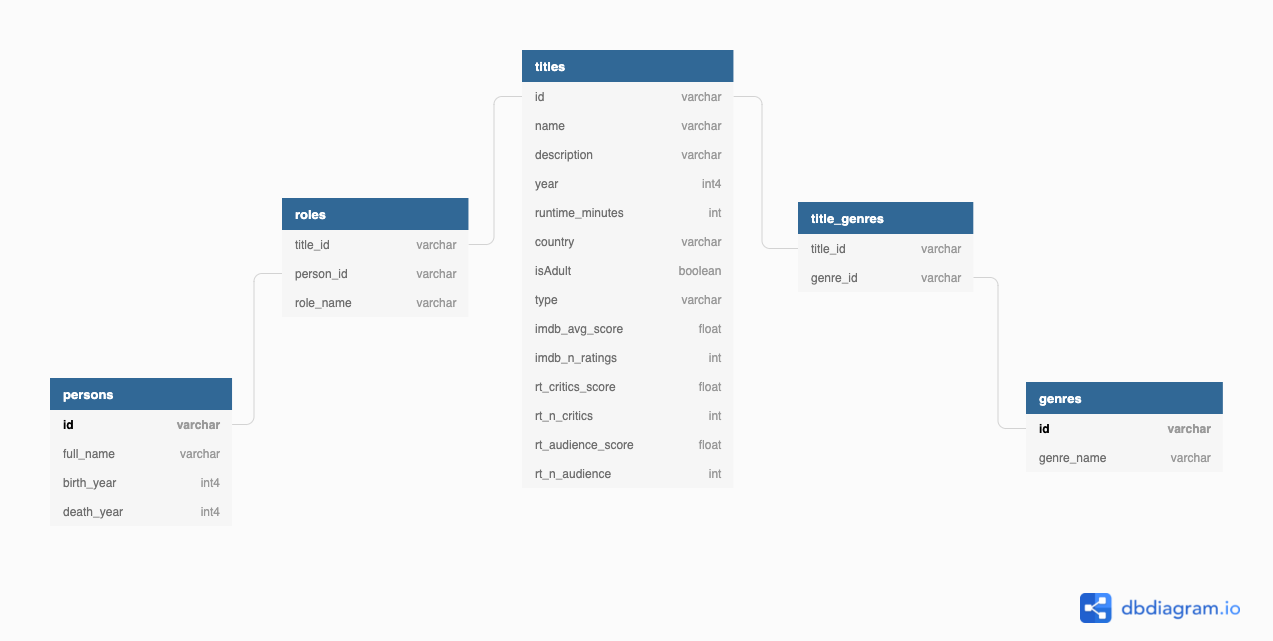 titles
id varchar
name varchar
description varchar
year int4
runtime_minutes int
country varchar
isAdult boolean
type varchar
imdb_avg_score float
imdb_n_ratings int
rt_critics_score float
rt_n_critics int
rt_audience_score float
rt_n_audience int
roles
title_id varchar
person_id varchar
role_name varchar
title_genres
title_id varchar
genre_id varchar
persons
id varchar
full_name varchar
birth_year int4
death_year int4
genres
id varchar
genre_name varchar
dbdiagram.io